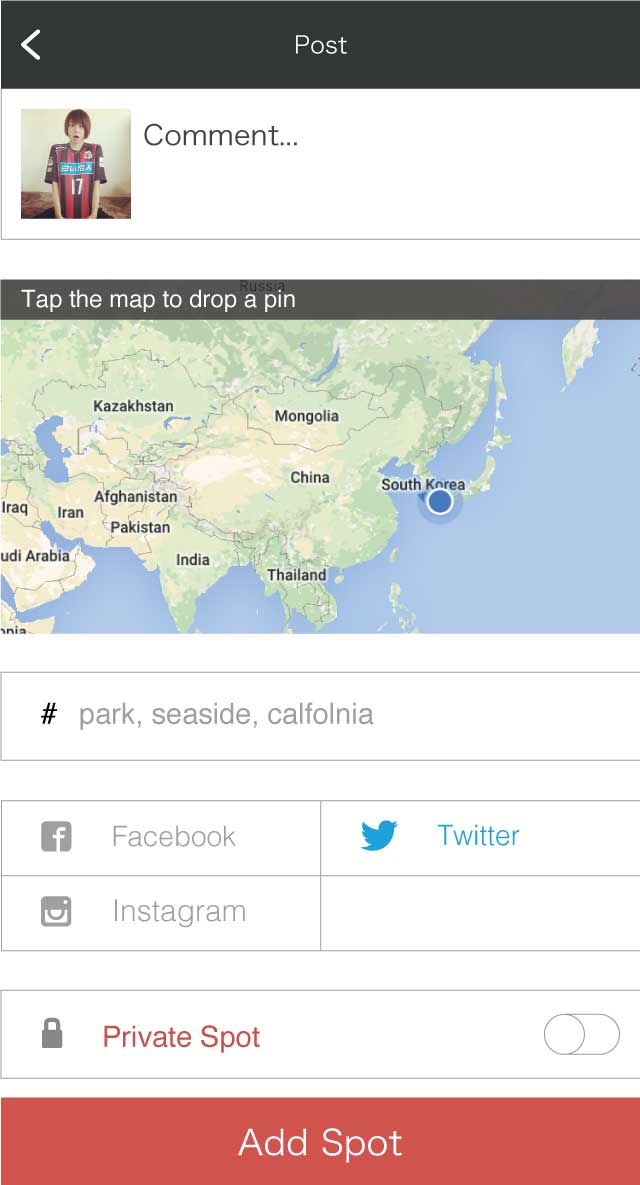 Post
Comment...
Russia
Tap the map to drop a pin
Kazakhstan
Mongolia
China
South Korea
Afghanistan
Iraq
Iran
Pakistan
udi Arabia
India
Thailand
# park, seaside, calfolnia
Facebook
Twitter
Instagram
Private Spot
Add Spot
17